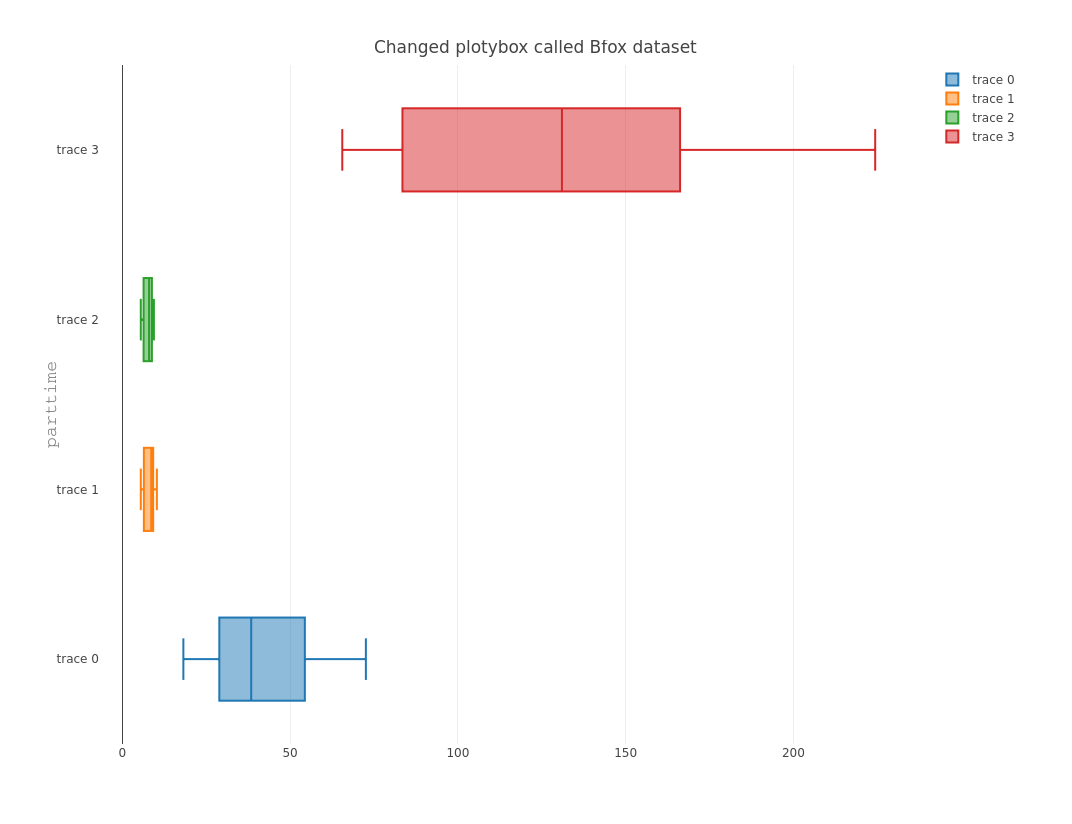 Changed plotybox called Bfox dataset
trace 0
trace 1
trace 2
trace 3
trace 3
trace 2
trace 1
trace 0
parttime
0
50
100
150
200